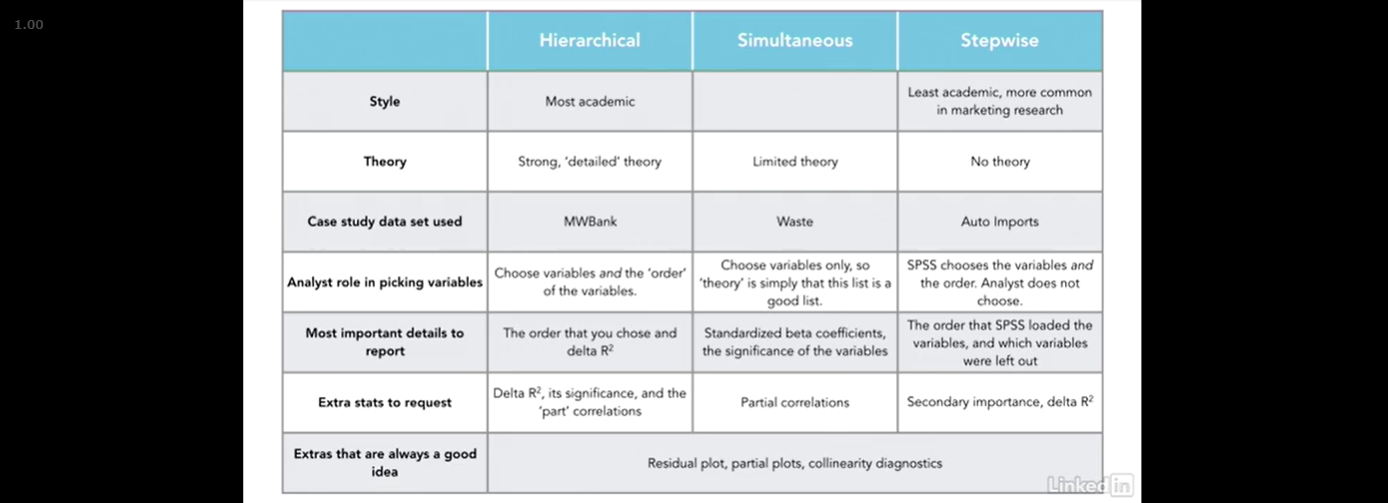 1.00
Hierarchical
Simultaneous
Stepwise
Style
Most academic
Least academic, more common
in marketing research
Theory
Strong, 'detailed' theory
Limited theory
No theory
Case study data set used
MWBank
Waste
Auto Imports
Analyst role in picking variables
Choose variables and the 'order'
of the variables.
Choose variables only, so
'theory' is simply that this list is a
good list.
SPSS chooses the variables and
the order. Analyst does not
choose.
Most important details to
report
The order that you chose and
delta R²
Standardized beta coefficients,
the significance of the variables
The order that SPSS loaded the
variables, and which variables
were left out
Extra stats to request
Delta R², its significance, and the
'part' correlations
Partial correlations
Secondary importance, delta R²
Extras that are always a good
idea
Residual plot, partial plots, collinearity diagnostics
Linked in